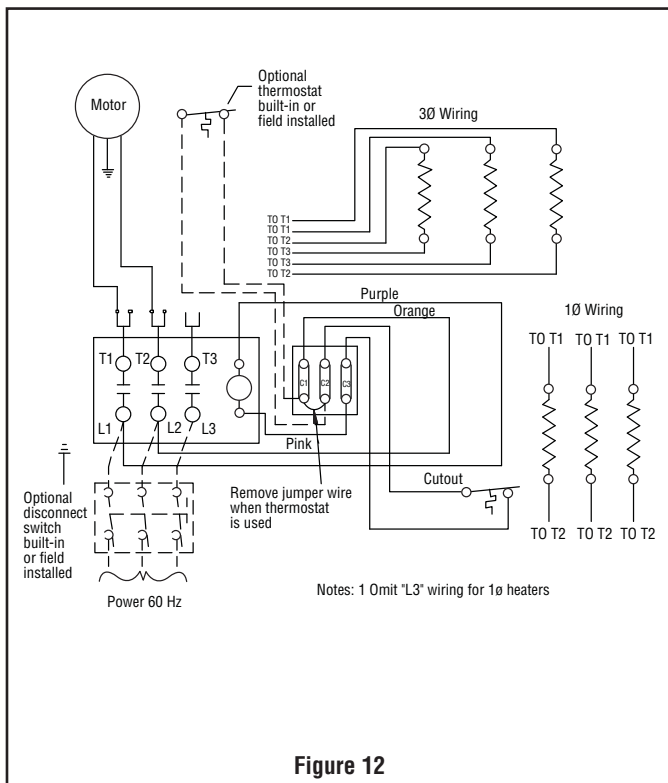 Motor
Optional
thermostat
built-in or
field installed
3Ø Wiring
TO T1
TO T1
TO T2
TO T3
TO T3
TO T2
Purple
Orange
1Ø Wiring
TO T1 TO T1 TO T1
T1 T2 T3
C1 C2 C3
L1 L2 L3
Pink
Optional
disconnect
switch
built-in
or field
installed
Remove jumper wire
when thermostat
is used
Cutout
TO T2 TO T2 TO T2
Power 60 Hz
Notes: 1 Omit "L3" wiring for 1ø heaters
Figure 12